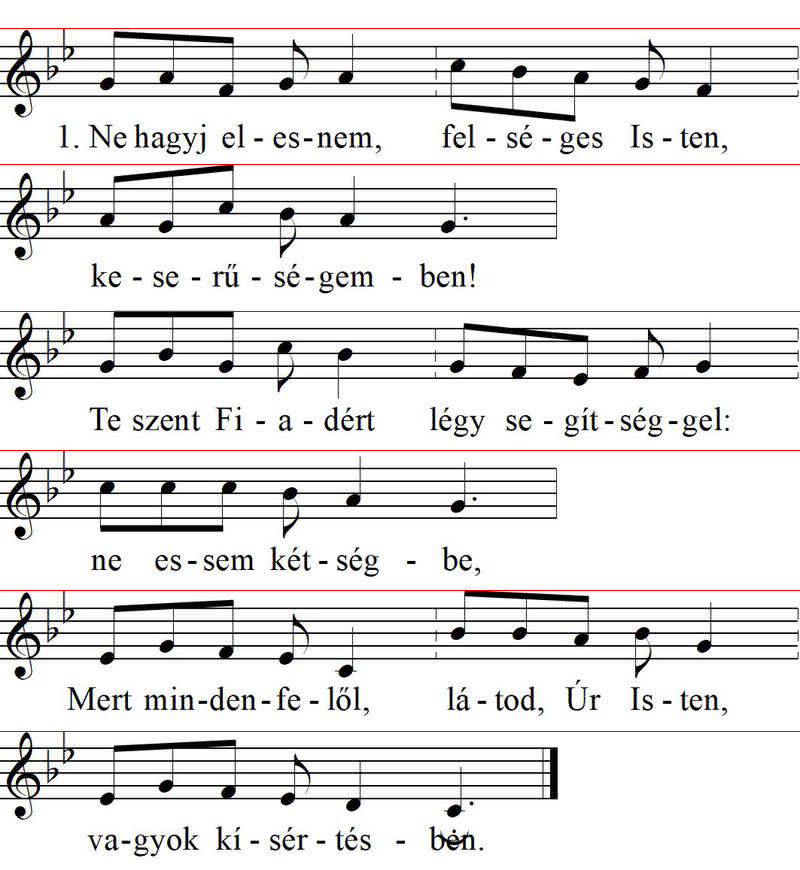 1. Ne hagyj el - es - nem, fel - sé - ges Is - ten,
ke - se - rű - sé - gem - ben!
Te szent Fi - a - dért légy se - gít - ség - gel:
ne es - sem két - ség - be,
Mert min - den - fe - lől, lá - tod, Úr Is - ten,
va - gyok kí - sér - tés - ben.